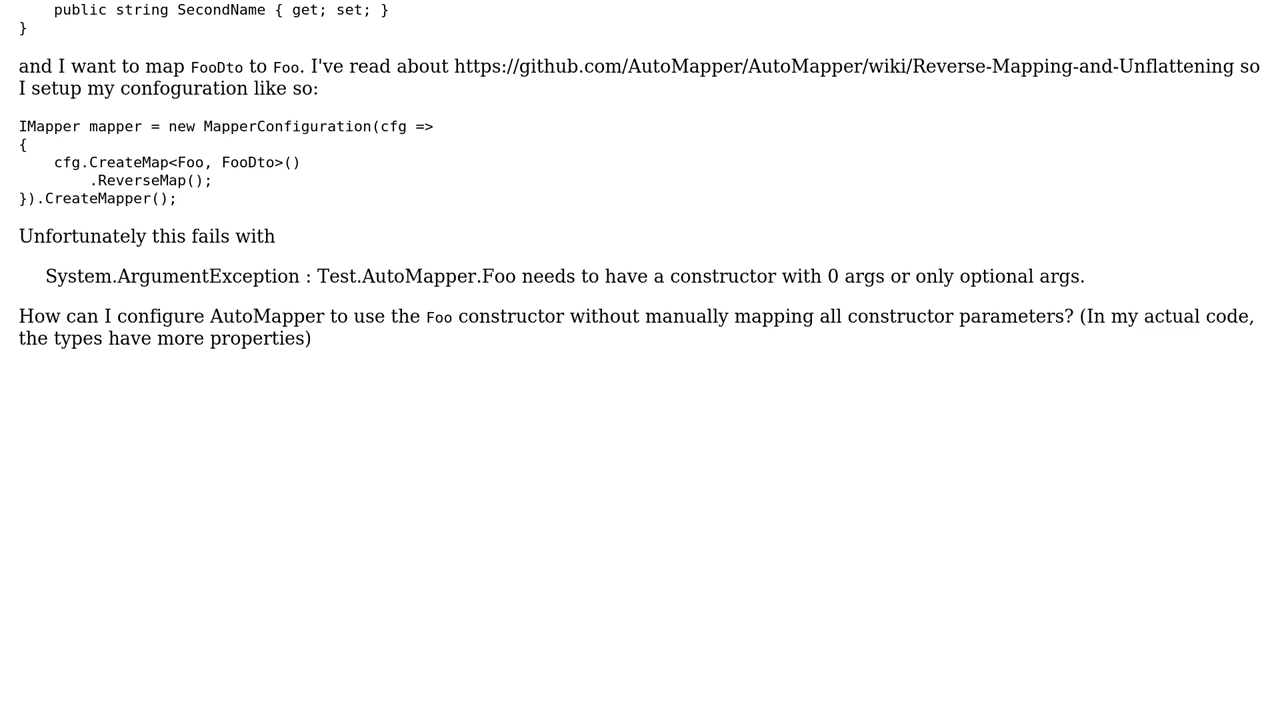 public string SecondName { get; set; }
}
and I want to map FooDto to Foo. I've read about https://github.com/AutoMapper/AutoMapper/wiki/Reverse-Mapping-and-Unflattening so
I setup my confoguration like so:
IMapper mapper = new MapperConfiguration(cfg =>
{
    cfg.CreateMap<Foo, FooDto>()
        .ReverseMap();
}).CreateMapper();
Unfortunately this fails with
System.ArgumentException : Test.AutoMapper.Foo needs to have a constructor with 0 args or only optional args.
How can I configure AutoMapper to use the Foo constructor without manually mapping all constructor parameters? (In my actual code,
the types have more properties)